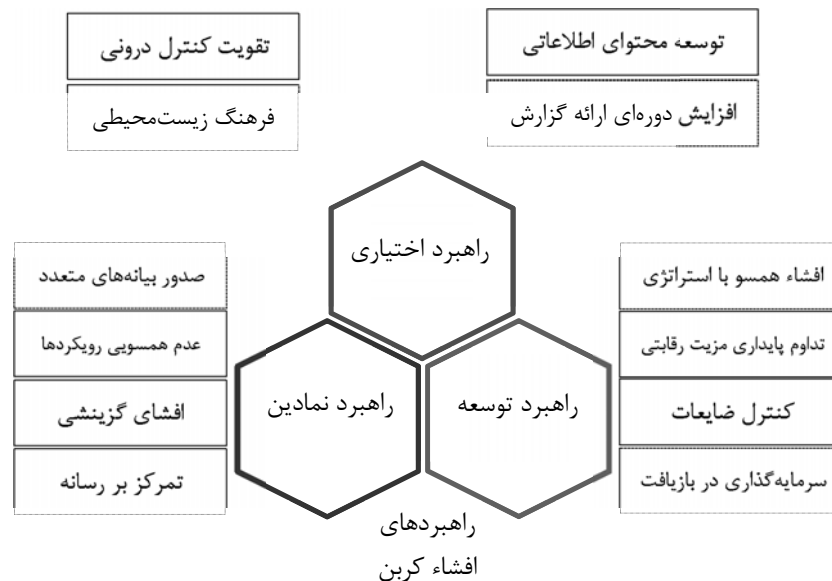 توسعه محتوای اطلاعاتی
افزایش دوره‌ای ارائه گزارش
تقویت کنترل درونی
فرهنگ زیست‌محیطی
راهبرد اختیاری
افشاء همسو با استراتژی
تداوم پایداری مزیت رقابتی
کنترل ضایعات
سرمایه‌گذاری در بازیافت
راهبرد توسعه
راهبرد نمادین
صدور بیانه‌های متعدد
عدم همسویی رویکردها
افشای گزینشی
تمرکز بر رسانه
راهبردهای
افشاء کربن